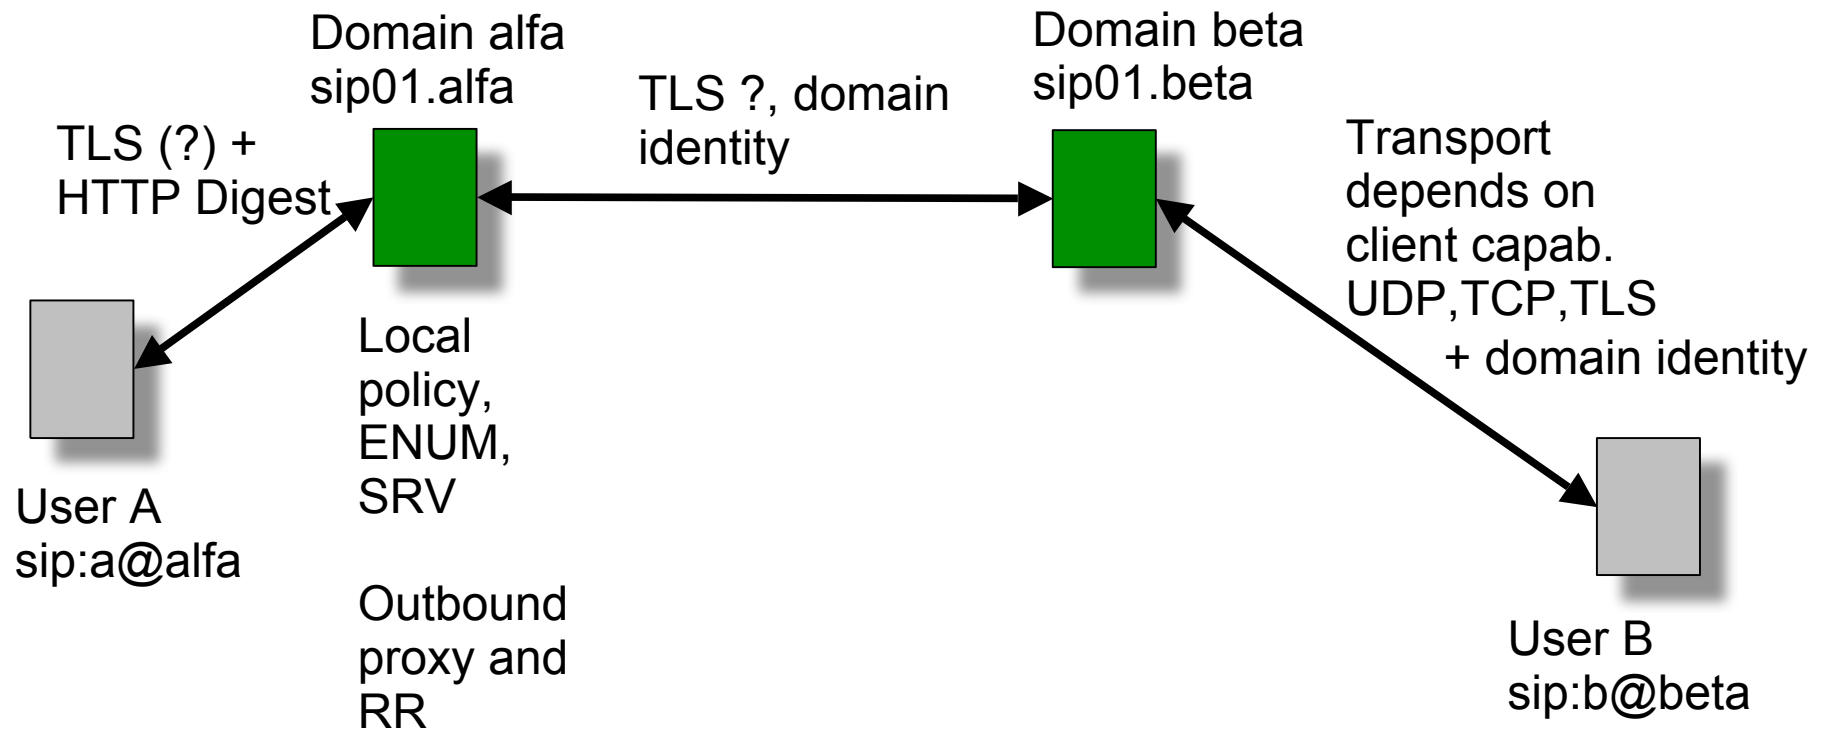 Domain alfa
sip01.alfa
Domain beta
sip01.beta
TLS ?, domain
identity
TLS (?) +
HTTP Digest
Transport
depends on
client capab.
UDP,TCP,TLS
+ domain identity
Local
policy,
ENUM,
SRV
User A
sip:a@alfa
Outbound
proxy and
RR
User B
sip:b@beta